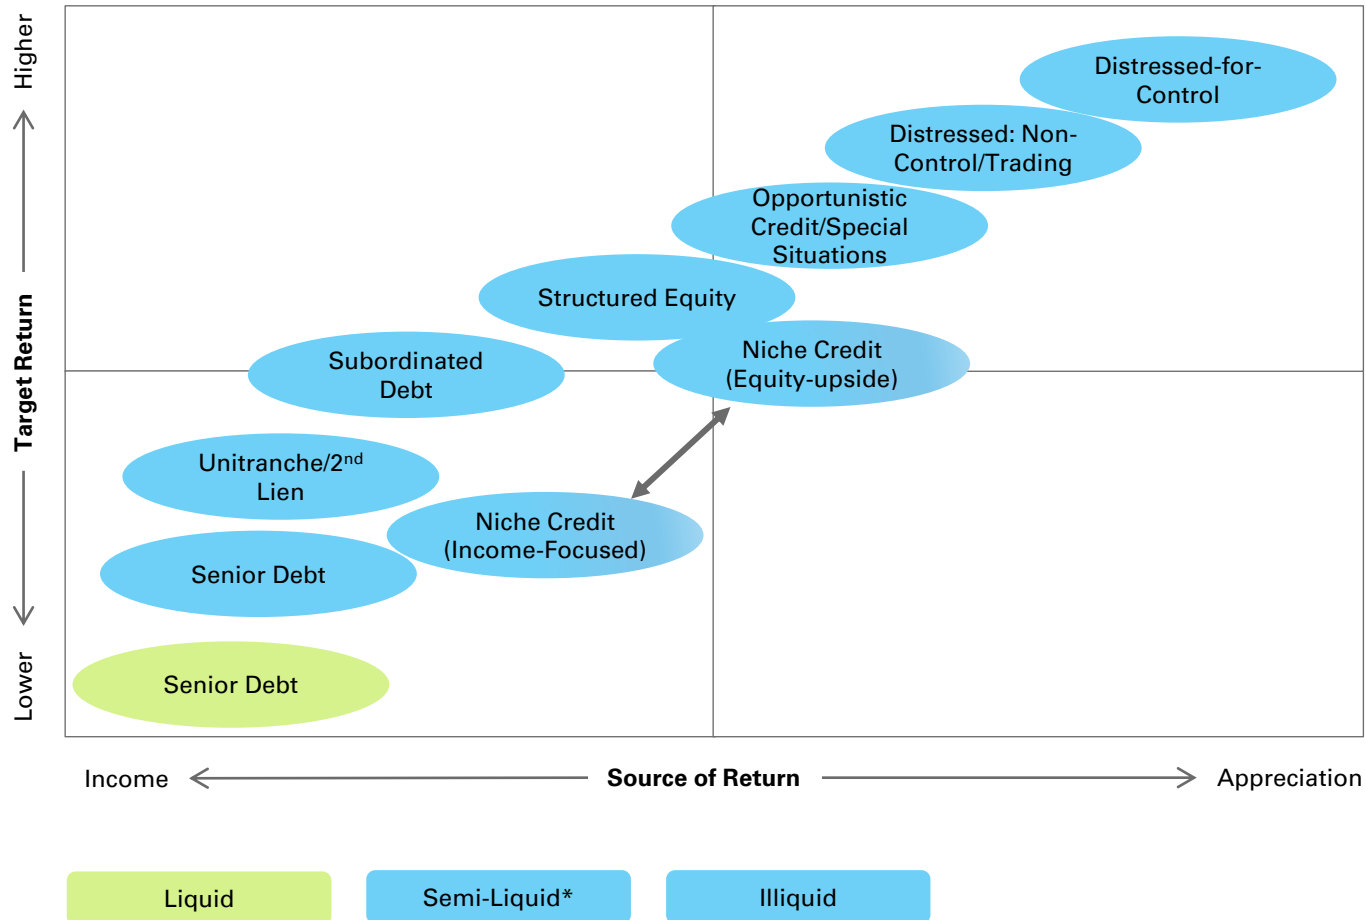 Higher
Target Return
Lower
Distressed-for-
Control
Distressed: Non-
Control/Trading
Opportunistic
Credit/Special
Situations
Structured Equity
Niche Credit
(Equity-upside)
Subordinated
Debt
Unitranche/2nd
Lien
Niche Credit
(Income-Focused)
Senior Debt
Senior Debt
Income
Source of Return
Appreciation
Liquid
Semi-Liquid*
Illiquid